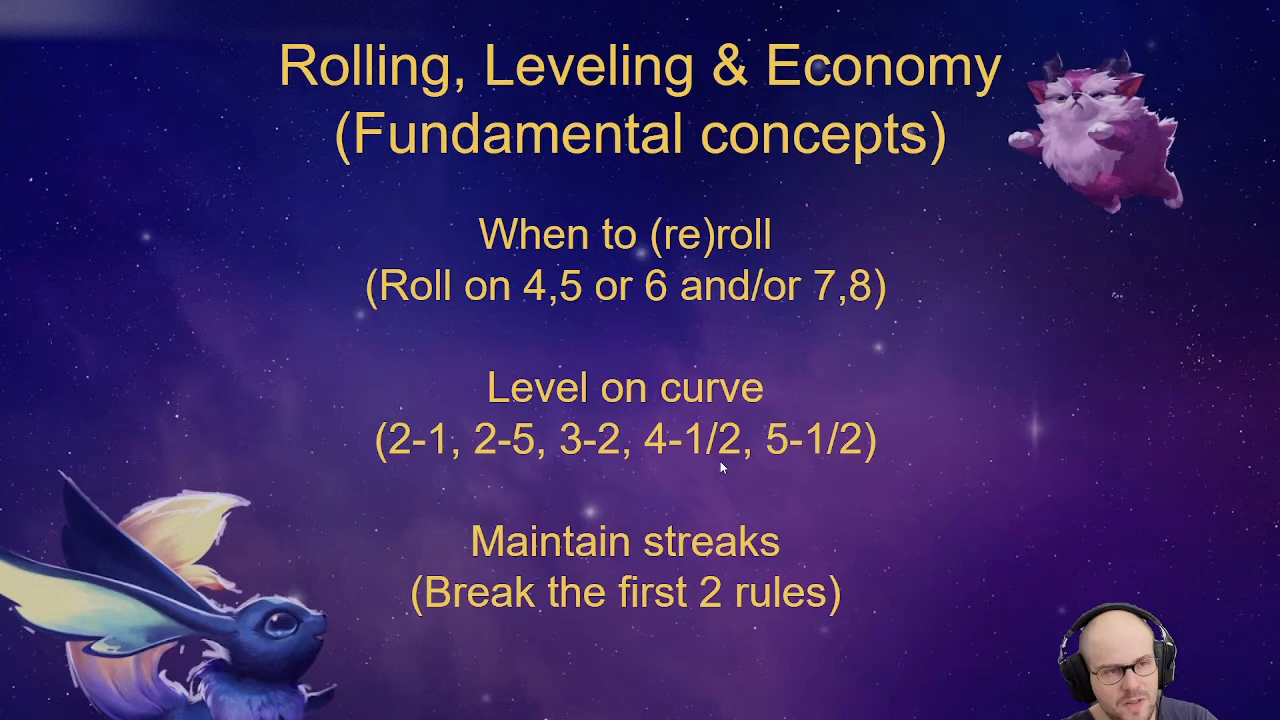 Rolling, Leveling & Economy
(Fundamental concepts)
When to (re)roll
(Roll on 4,5 or 6 and/or 7,8)
Level on curve
(2-1, 2-5, 3-2, 4-1/2, 5-1/2)
Maintain streaks
(Break the first 2 rules)